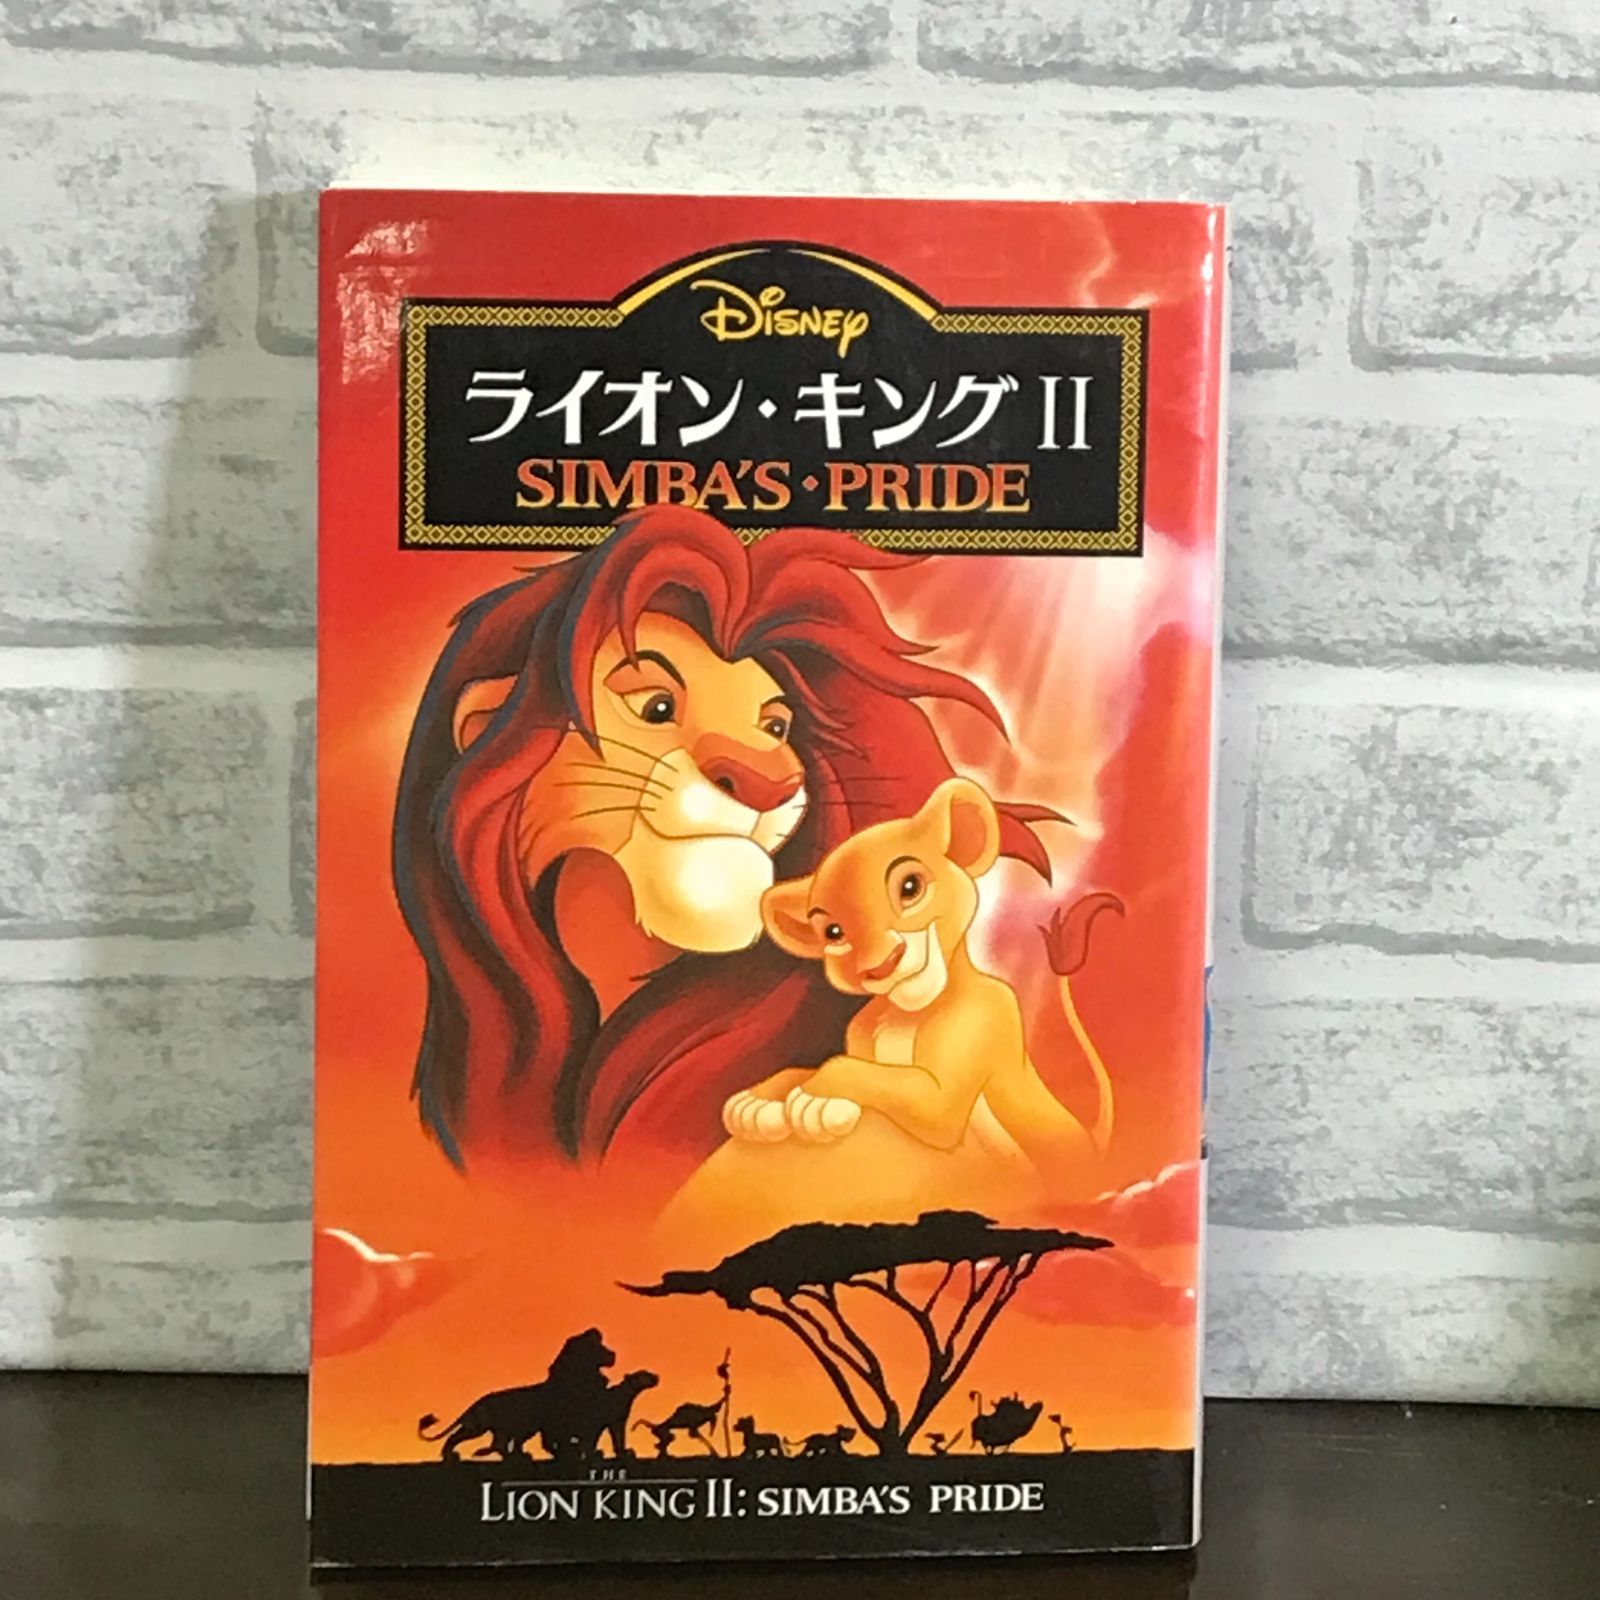 Disney
ライオン・キング II
SIMBA'S・PRIDE
THE
LION KING II: SIMBA'S PRIDE